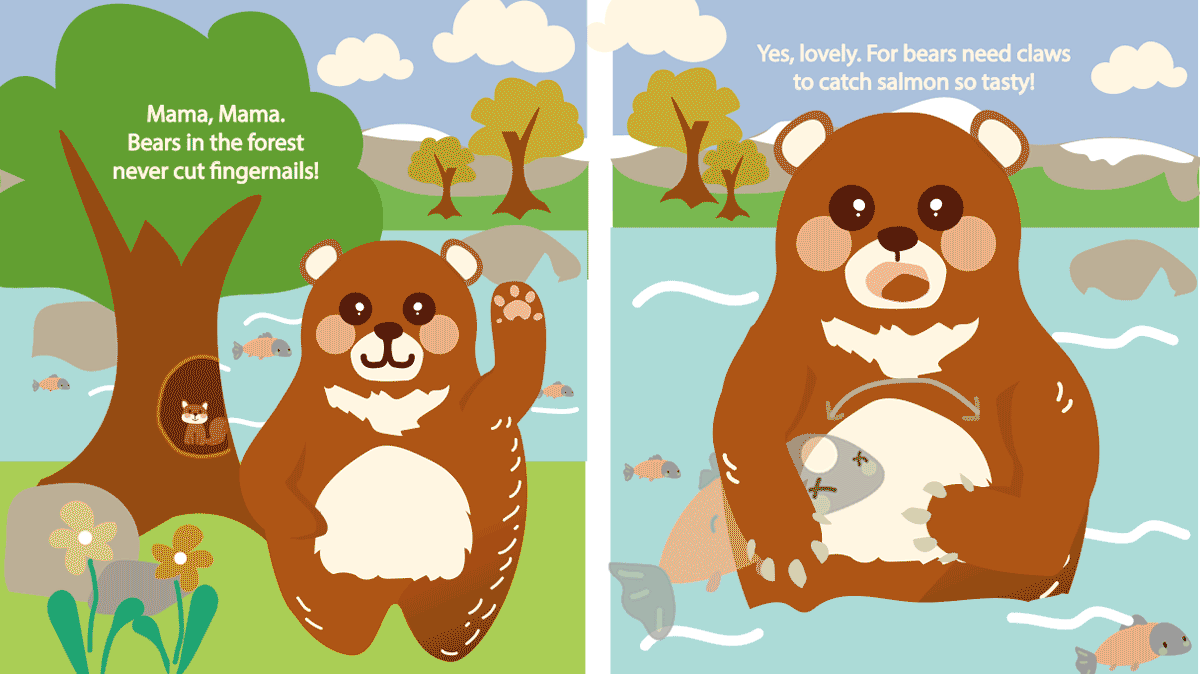 Mama, Mama.
Bears in the forest
never cut fingernails!
Yes, lovely. For bears need claws
to catch salmon so tasty!